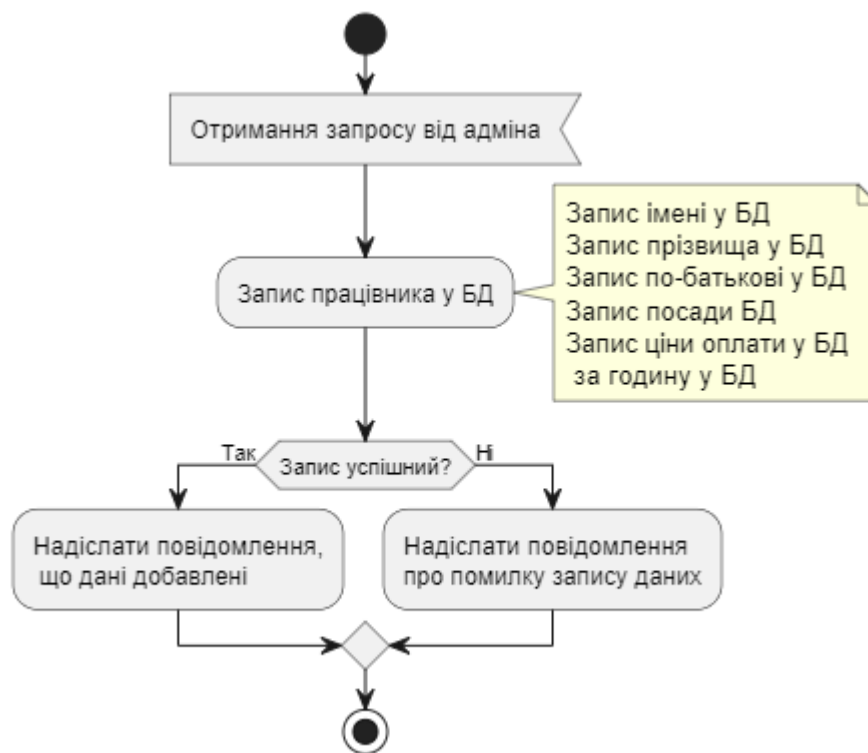 Отримання запросу від адміна
Запис працівника у БД
Запис імені у БД
Запис прізвища у БД
Запис по-батькові у БД
Запис посади БД
Запис ціни оплати у БД
за годину у БД
Так
Запис успішний?
Ні
Надіслати повідомлення,
що дані добавлені
Надіслати повідомлення
про помилку запису даних